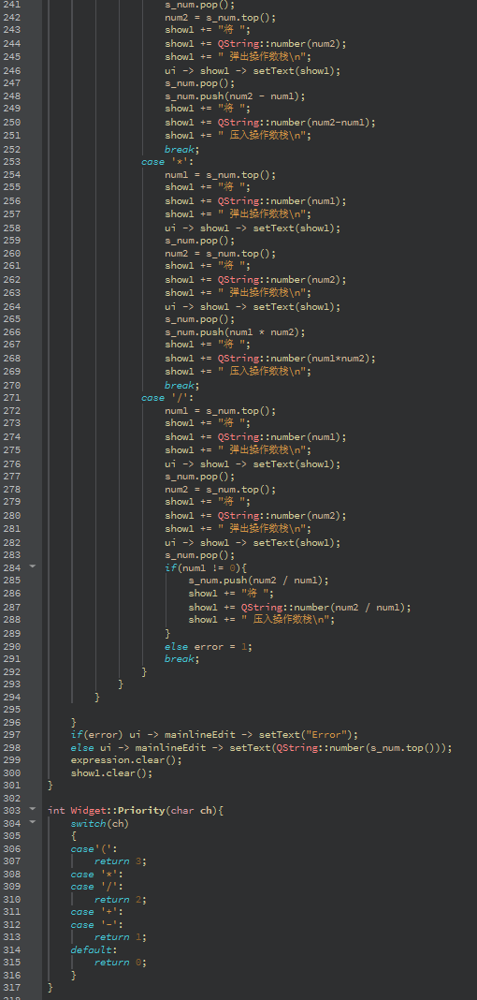 241 s_num.pop();
242 num2 = s_num.top();
243 show1 += "将 ";
244 show1 += QString::number(num2);
245 show1 += " 弹出操作数栈\n";
246 ui -> show1 -> setText(show1);
247 s_num.pop();
248 s_num.push(num2 - num1);
249 show1 += "将 ";
250 show1 += QString::number(num2-num1);
251 show1 += " 压入操作数栈\n";
252 break;
253 case '*':
254 num1 = s_num.top();
255 show1 += "将 ";
256 show1 += QString::number(num1);
257 show1 += " 弹出操作数栈\n";
258 ui -> show1 -> setText(show1);
259 s_num.pop();
260 num2 = s_num.top();
261 show1 += "将 ";
262 show1 += QString::number(num2);
263 show1 += " 弹出操作数栈\n";
264 ui -> show1 -> setText(show1);
265 s_num.pop();
266 s_num.push(num1 * num2);
267 show1 += "将 ";
268 show1 += QString::number(num1*num2);
269 show1 += " 压入操作数栈\n";
270 break;
271 case '/':
272 num1 = s_num.top();
273 show1 += "将 ";
274 show1 += QString::number(num1);
275 show1 += " 弹出操作数栈\n";
276 ui -> show1 -> setText(show1);
277 s_num.pop();
278 num2 = s_num.top();
279 show1 += "将 ";
280 show1 += QString::number(num2);
281 show1 += " 弹出操作数栈\n";
282 ui -> show1 -> setText(show1);
283 s_num.pop();
284 if(num1 != 0){
285 s_num.push(num2 / num1);
286 show1 += "将 ";
287 show1 += QString::number(num2 / num1);
288 show1 += " 压入操作数栈\n";
289 }
290 else error = 1;
291 break;
292 }
293 }
294 }
295
296 }
297 if(error) ui -> mainlineEdit -> setText("Error");
298 else ui -> mainlineEdit -> setText(QString::number(s_num.top()));
299 expression.clear();
300 show1.clear();
301 }
302
303 int Widget::Priority(char ch){
304 switch(ch)
305 {
306 case'(':
307 return 3;
308 case '*':
309 case '/':
310 return 2;
311 case '+':
312 case '-':
313 return 1;
314 default:
315 return 0;
316 }
317 }